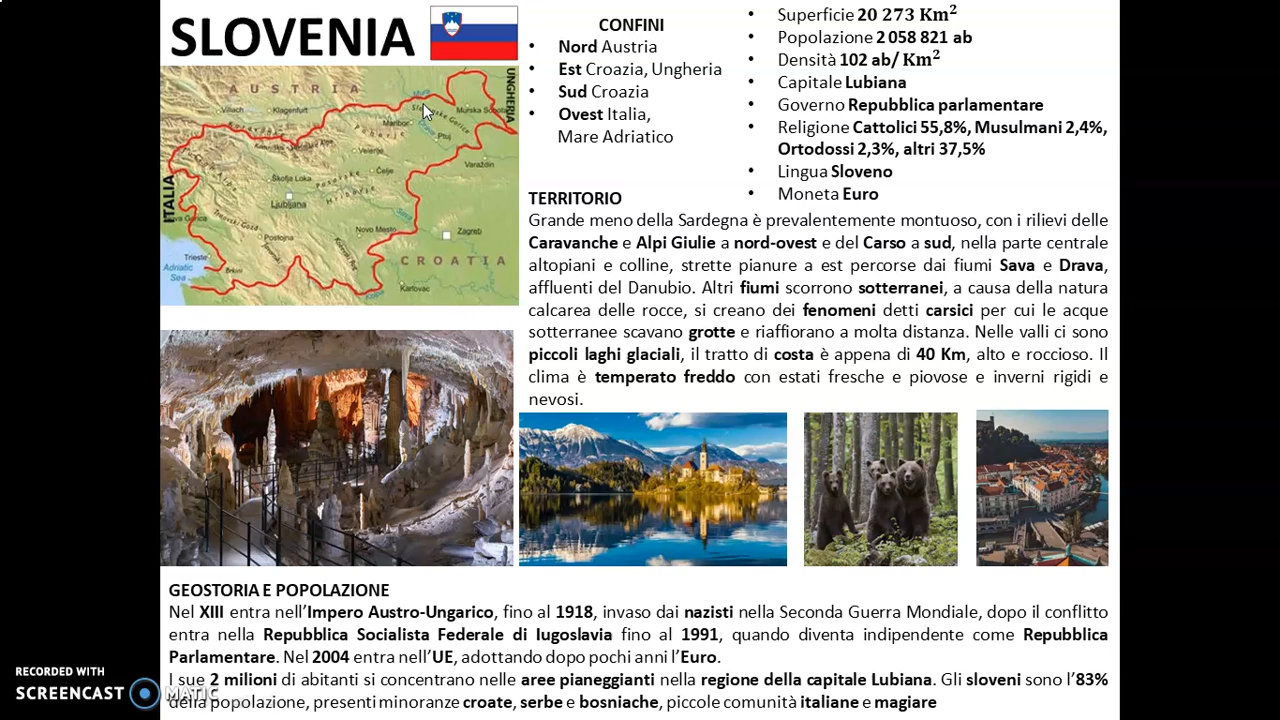 SLOVENIA
CONFINI
• Nord Austria
• Est Croazia, Ungheria
• Sud Croazia
• Ovest Italia,
Mare Adriatico
• Superficie 20 273 Km²
• Popolazione 2 058 821 ab
• Densità 102 ab/ Km²
• Capitale Lubiana
• Governo Repubblica parlamentare
• Religione Cattolici 55,8%, Musulmani 2,4%,
Ortodossi 2,3%, altri 37,5%
• Lingua Sloveno
• Moneta Euro
AUSTRIA
UNGHERIA
ITALIA
CROATIA
Villach
Klagenfurt
Mura
Maribor
Murska
Ptuj
Velenje
Celje
Varaždin
Škofja Loka
Ljubljana
Postojna
Novo Mesto
Zagreb
Trieste
Adriatic
Sea
Brkini
Karlovac
TERRITORIO
Grande meno della Sardegna è prevalentemente montuoso, con i rilievi delle
Caravanche e Alpi Giulie a nord-ovest e del Carso a sud, nella parte centrale
altopiani e colline, strette pianure a est percorse dai fiumi Sava e Drava,
affluenti del Danubio. Altri fiumi scorrono sotterranei, a causa della natura
calcarea delle rocce, si creano dei fenomeni detti carsici per cui le acque
sotterranee scavano grotte e riaffiorano a molta distanza. Nelle valli ci sono
piccoli laghi glaciali, il tratto di costa è appena di 40 Km, alto e roccioso. Il
clima è temperato freddo con estati fresche e piovose e inverni rigidi e
nevosi.
GEOSTORIA E POPOLAZIONE
Nel XIII entra nell'Impero Austro-Ungarico, fino al 1918, invaso dai nazisti nella Seconda Guerra Mondiale, dopo il conflitto
entra nella Repubblica Socialista Federale di Iugoslavia fino al 1991, quando diventa indipendente come Repubblica
Parlamentare. Nel 2004 entra nell'UE, adottando dopo pochi anni l'Euro.
I sue 2 milioni di abitanti si concentrano nelle aree pianeggianti nella regione della capitale Lubiana. Gli sloveni sono l'83%
della popolazione, presenti minoranze croate, serbe e bosniache, piccole comunità italiane e magiare
RECORDED WITH
SCREENCAST MATIC